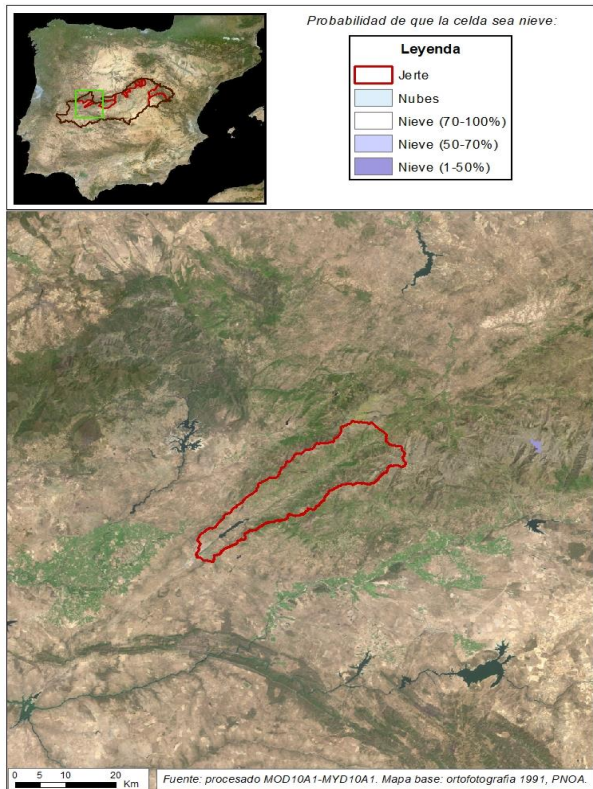 Probabilidad de que la celda sea nieve:
Leyenda
Jerte
Nubes
Nieve (70-100%)
Nieve (50-70%)
Nieve (1-50%)
0 5 10 20
Km
Fuente: procesado MOD10A1-MYD10A1. Mapa base: ortofotografia 1991, PNOA.